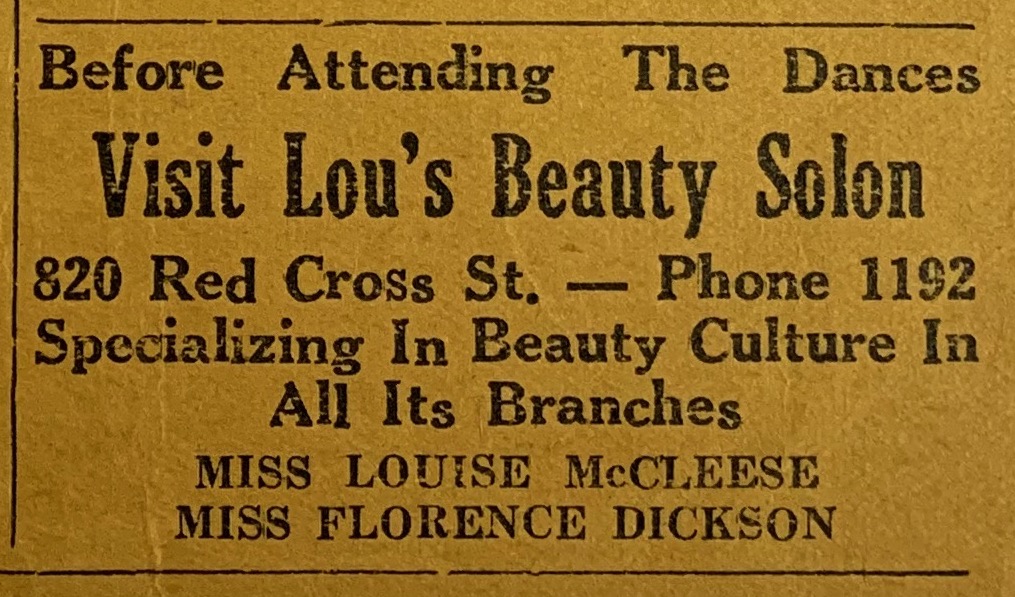 Before Attending The Dances
Visit Lou's Beauty Solon
820 Red Cross St. — Phone 1192
Specializing In Beauty Culture In
All Its Branches
MISS LOUISE McCLEESE
MISS FLORENCE DICKSON